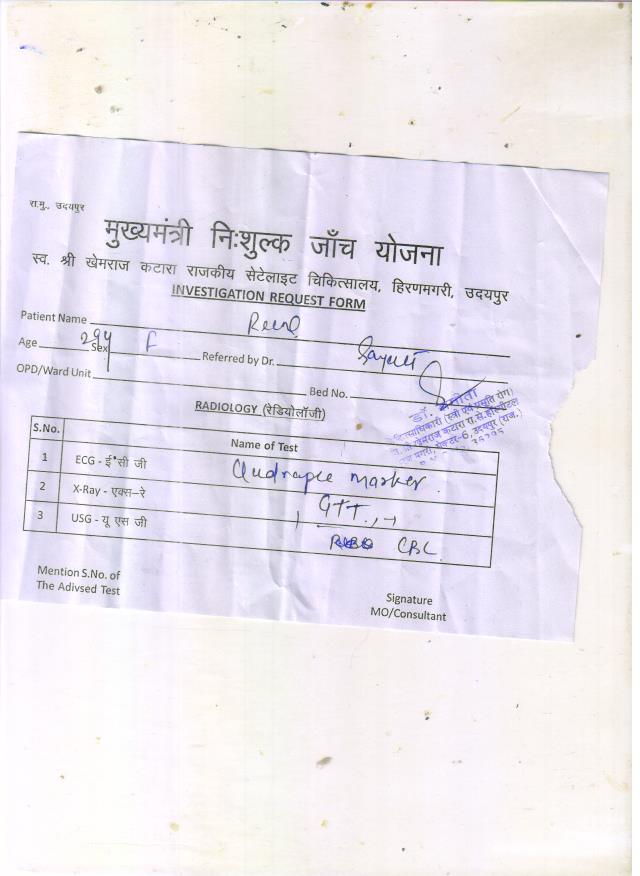 रा.मु.. उदयपुर
मुख्यमंत्री निःशुल्क जाँच योजना
स्व. श्री खेमराज कटारा राजकीय सेटेलाइट चिकित्सालय, हिरणमगरी, उदयपुर
INVESTIGATION REQUEST FORM
Patient Name
Age 29y Sex F Referred by Dr.
OPD/Ward Unit Bed No.
RADIOLOGY (रेडियोलॉजी)
S.No. Name of Test
1 ECG - ई सी जी Quadraple marker
2 X-Ray - एक्स-रे GTT
3 USG - यू एस जी CBC
Mention S.No. of
The Adivsed Test
Signature
MO/Consultant